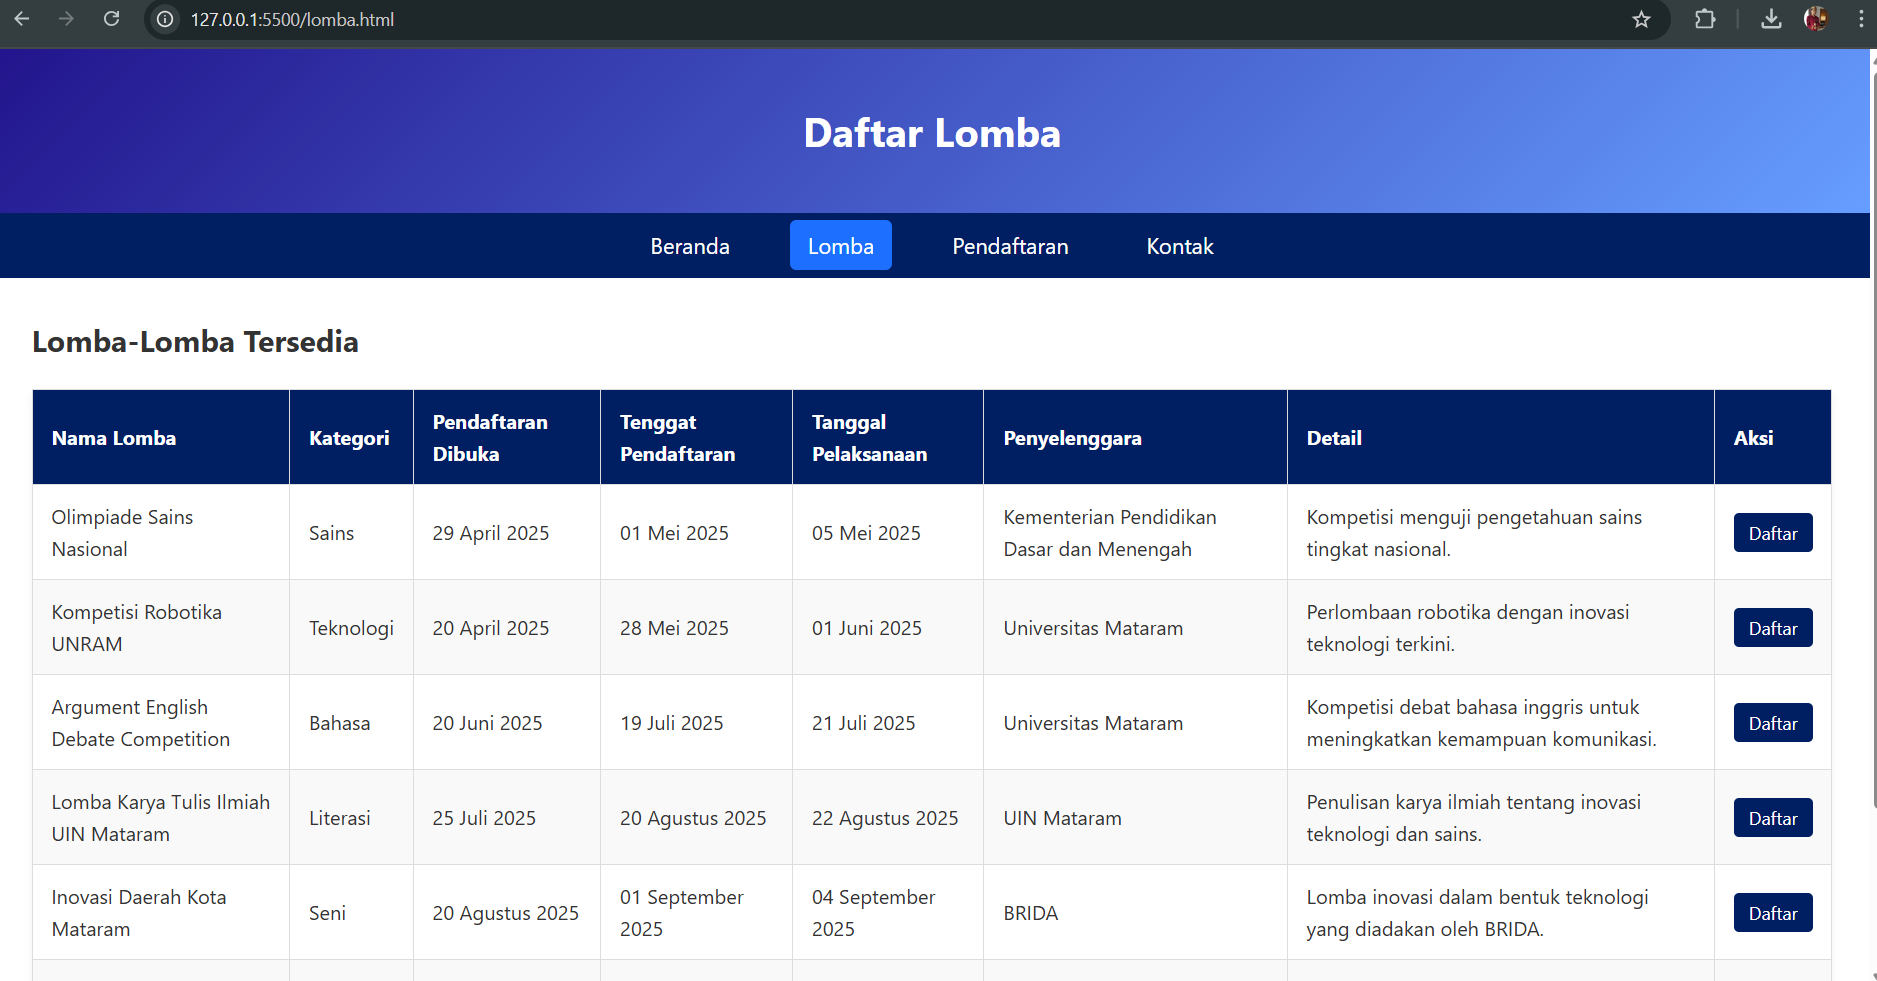 127.0.0.1:5500/lomba.html
Daftar Lomba
Beranda Lomba Pendaftaran Kontak
Lomba-Lomba Tersedia
Nama Lomba
Kategori
Pendaftaran
Dibuka
Tenggat
Pendaftaran
Tanggal
Pelaksanaan
Penyelenggara
Detail
Aksi
Olimpiade Sains
Nasional
Sains
29 April 2025
01 Mei 2025
05 Mei 2025
Kementerian Pendidikan
Dasar dan Menengah
Kompetisi menguji pengetahuan sains
tingkat nasional.
Daftar
Kompetisi Robotika
UNRAM
Teknologi
20 April 2025
28 Mei 2025
01 Juni 2025
Universitas Mataram
Perlombaan robotika dengan inovasi
teknologi terkini.
Daftar
Argument English
Debate Competition
Bahasa
20 Juni 2025
19 Juli 2025
21 Juli 2025
Universitas Mataram
Kompetisi debat bahasa inggris untuk
meningkatkan kemampuan komunikasi.
Daftar
Lomba Karya Tulis Ilmiah
UIN Mataram
Literasi
25 Juli 2025
20 Agustus 2025
22 Agustus 2025
UIN Mataram
Penulisan karya ilmiah tentang inovasi
teknologi dan sains.
Daftar
Inovasi Daerah Kota
Mataram
Seni
20 Agustus 2025
01 September
2025
04 September
2025
BRIDA
Lomba inovasi dalam bentuk teknologi
yang diadakan oleh BRIDA.
Daftar